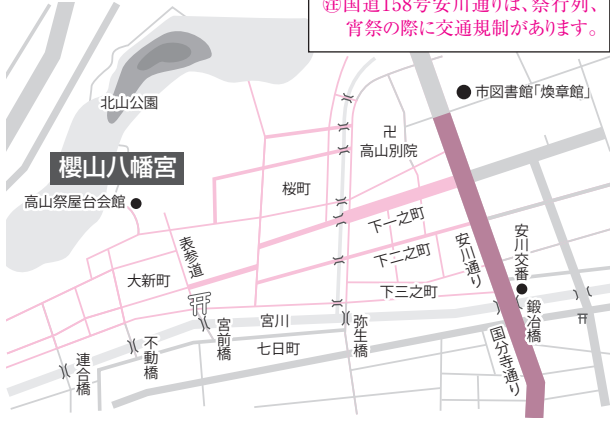 ㊟国道158号安川通りは、祭行列、
宵祭の際に交通規制があります。
北山公園
市図書館「煥章館」
卍
高山別院
櫻山八幡宮
高山祭屋台会館
桜町
表参道
下一之町
下二之町
下三之町
安川通り
安川交番
大新町
宮川
七日町
宮前橋
弥生橋
鍛冶橋
国分寺通り
不動橋
連合橋